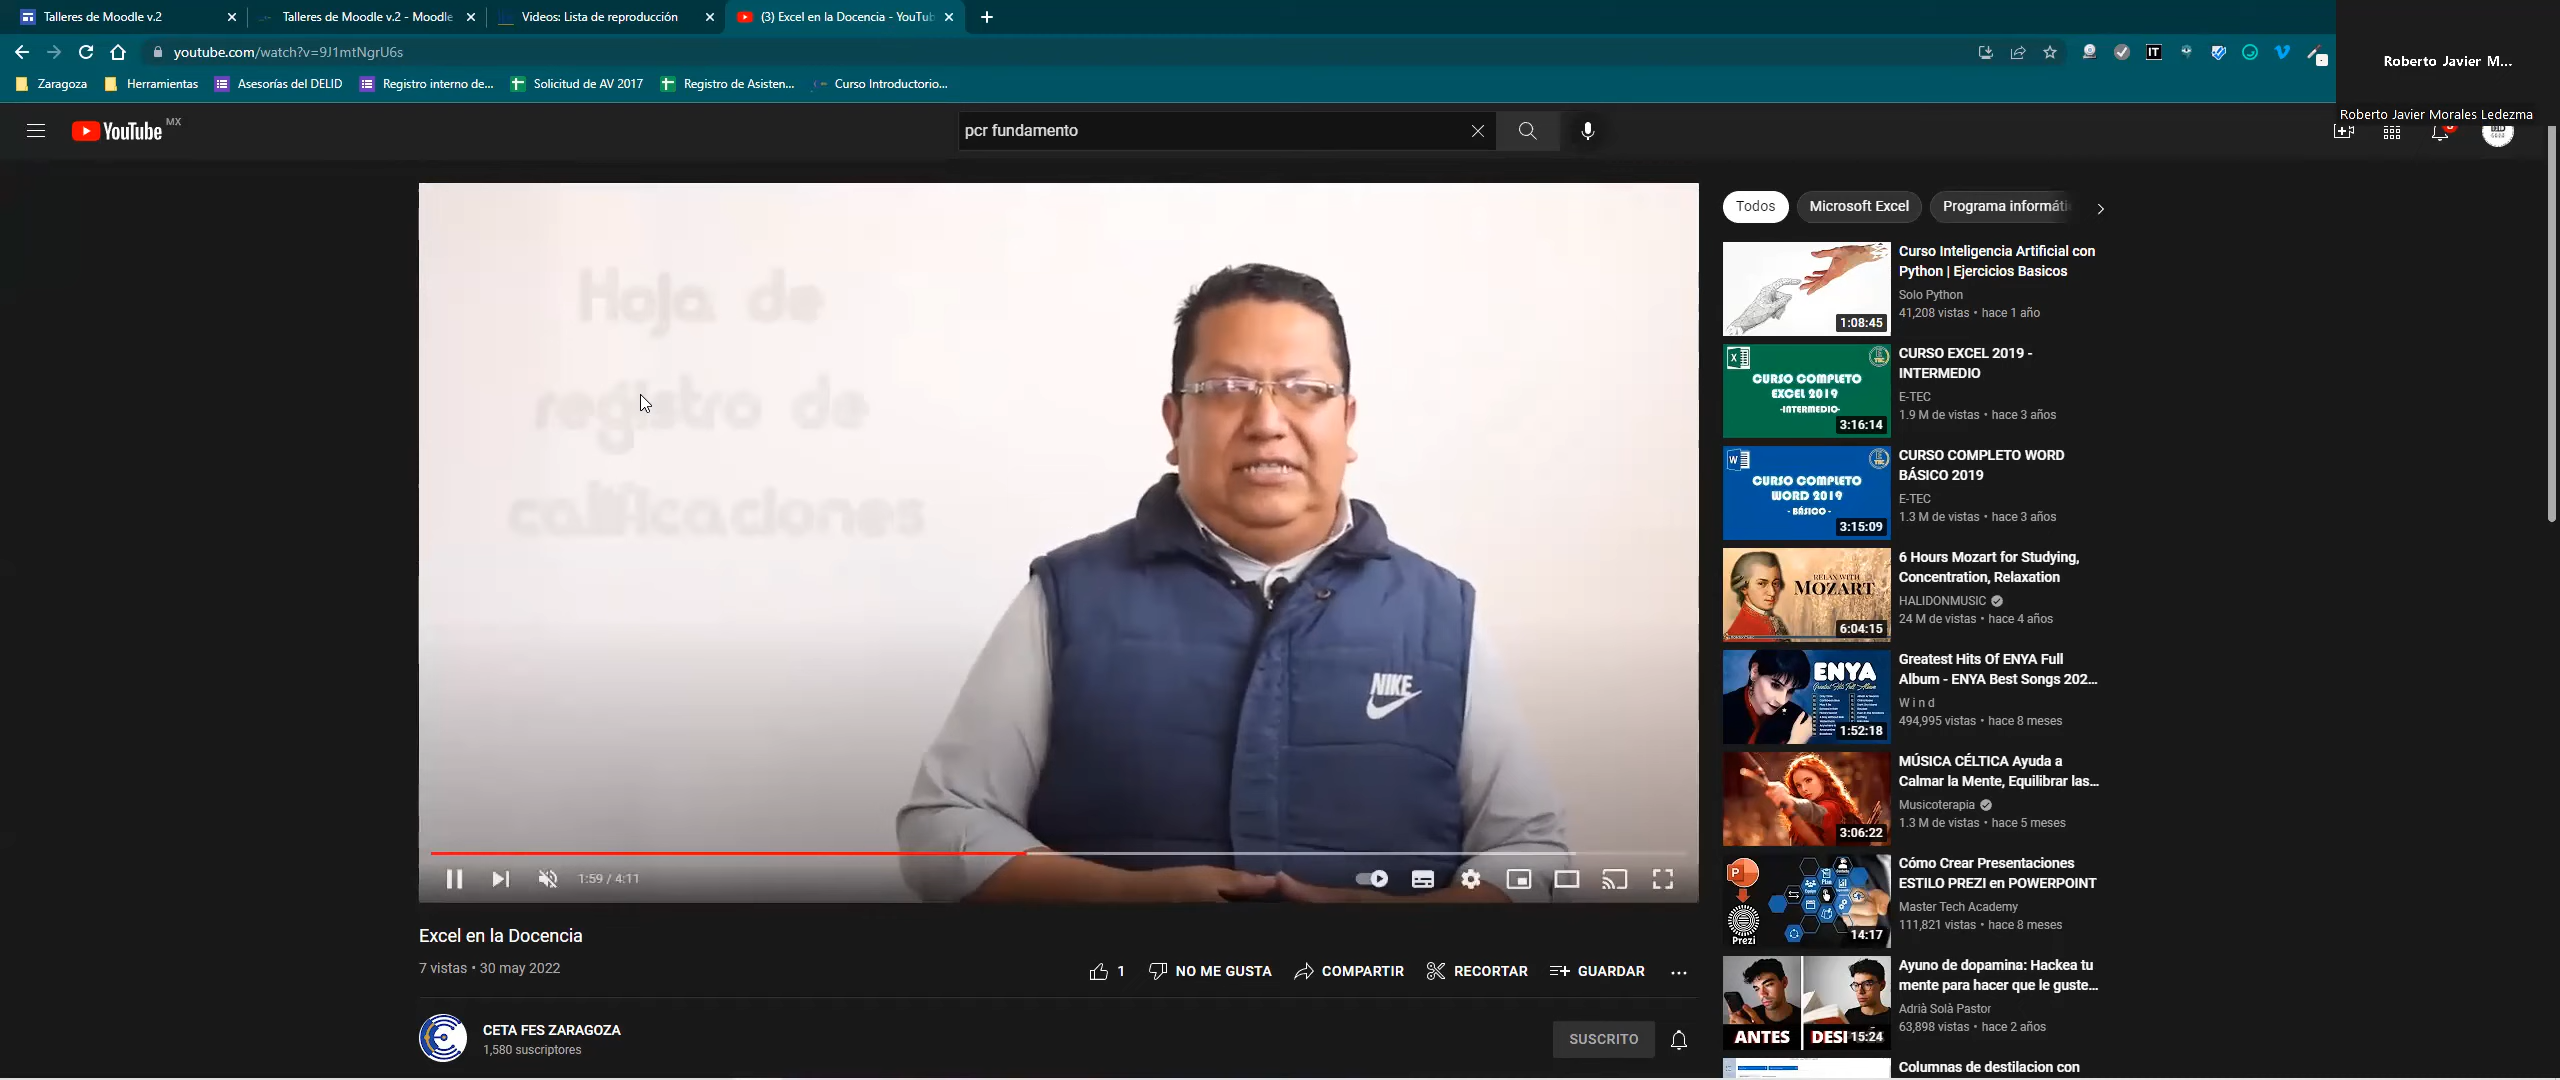 Talleres de Moodle v.2
Talleres de Moodle v.2 - Moodle
Videos: Lista de reproducción
(3) Excel en la Docencia - YouTub
youtube.com/watch?v=9J1mtNgrU6s
Roberto Javier M...
Zaragoza
Herramientas
Asesorías del DELID
Registro interno de...
Solicitud de AV 2017
Registro de Asisten...
Curso Introductorio...
Roberto Javier Morales Ledezma
YouTube MX
pcr fundamento
Hoja de
registro de
calificaciones
NIKE
1:59 / 4:11
Excel en la Docencia
7 vistas • 30 may 2022
1
NO ME GUSTA
COMPARTIR
RECORTAR
GUARDAR
CETA FES ZARAGOZA
1,580 suscriptores
SUSCRITO
Todos
Microsoft Excel
Programa informáti
1:08:45
Curso Inteligencia Artificial con
Python | Ejercicios Basicos
Solo Python
41,208 vistas • hace 1 año
CURSO COMPLETO
EXCEL 2019
-INTERMEDIO-
3:16:14
CURSO EXCEL 2019 -
INTERMEDIO
E-TEC
1.9 M de vistas • hace 3 años
CURSO COMPLETO
WORD 2019
- BÁSICO -
3:15:09
CURSO COMPLETO WORD
BÁSICO 2019
E-TEC
1.3 M de vistas • hace 3 años
RELAX WITH
MOZART
6:04:15
6 Hours Mozart for Studying,
Concentration, Relaxation
HALIDONMUSIC
24 M de vistas • hace 4 años
ENYA
Greatest Hits Full Album
1:52:18
Greatest Hits Of ENYA Full
Album - ENYA Best Songs 202...
W i n d
494,995 vistas • hace 8 meses
3:06:22
MÚSICA CÉLTICA Ayuda a
Calmar la Mente, Equilibrar las...
Musicoterapia
1.3 M de vistas • hace 5 meses
Prezi
14:17
Cómo Crear Presentaciones
ESTILO PREZI en POWERPOINT
Master Tech Academy
111,821 vistas • hace 8 meses
ANTES
DESP
15:24
Ayuno de dopamina: Hackea tu
mente para hacer que le guste...
Adrià Solà Pastor
63,898 vistas • hace 2 años
Columnas de destilacion con